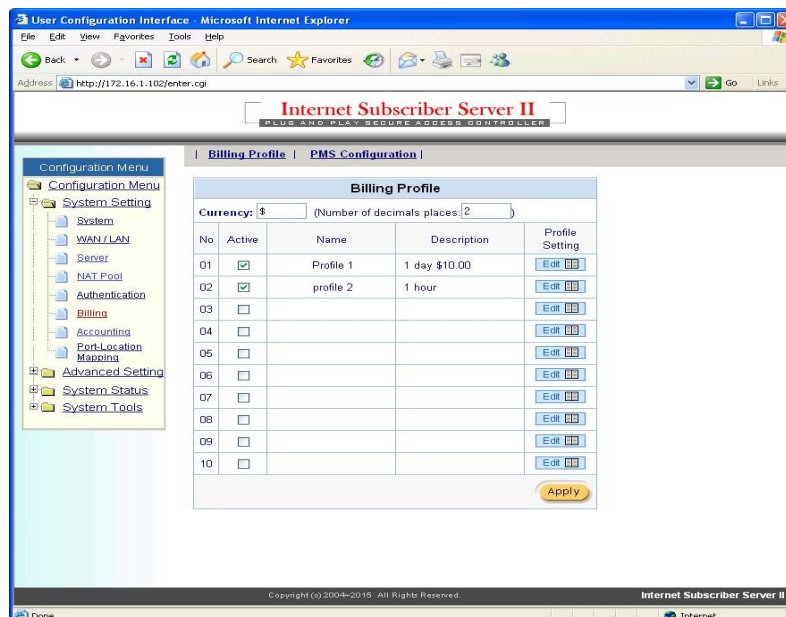 User Configuration Interface - Microsoft Internet Explorer
File Edit View Favorites Tools Help
Back Search Favorites
Address http://172.16.1.102/enter.cgi Go Links
Internet Subscriber Server II
PLUG AND PLAY SECURE ACCESS CONTROLLER
| Billing Profile | PMS Configuration |
Configuration Menu
Configuration Menu
System Setting
System
WAN / LAN
Server
NAT Pool
Authentication
Billing
Accounting
Port-Location
Mapping
Advanced Setting
System Status
System Tools
Billing Profile
Currency: $ (Number of decimals places: 2 )
No Active Name Description Profile Setting
01 Profile 1 1 day $10.00 Edit
02 profile 2 1 hour Edit
03 Edit
04 Edit
05 Edit
06 Edit
07 Edit
08 Edit
09 Edit
10 Edit
Apply
Copyright (c) 2004~2015 All Rights Reserved.
Internet Subscriber Server II
Done Internet